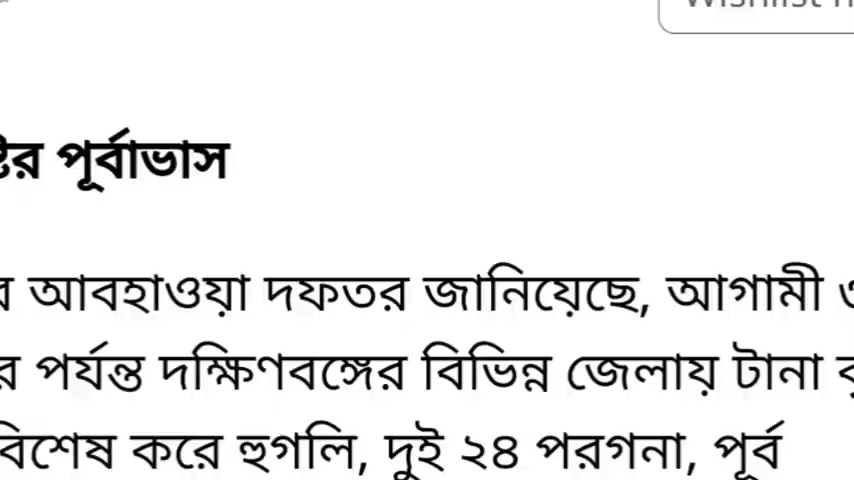 পূর্বাভাস
আবহাওয়া দফতর জানিয়েছে, আগামী
পর্যন্ত দক্ষিণবঙ্গের বিভিন্ন জেলায় টানা
বিশেষ করে হুগলি, দুই ২৪ পরগনা, পূর্ব